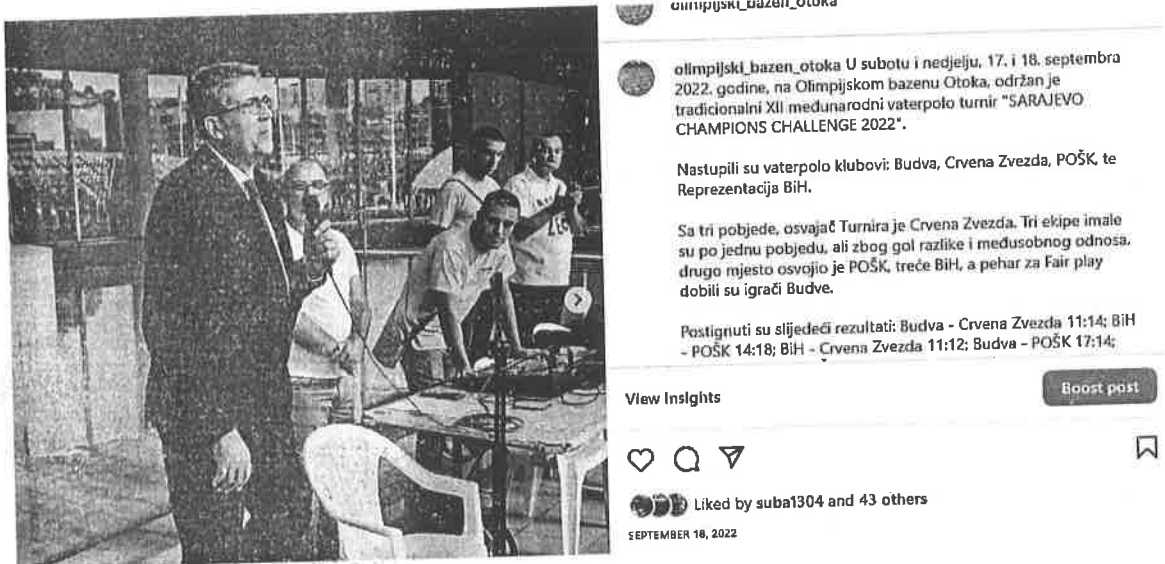 olimpijski_bazen_otoka
olimpijski_bazen_otoka U subotu i nedjelju, 17. i 18. septembra
2022. godine, na Olimpijskom bazenu Otoka, održan je
tradicionalni XII međunarodni vaterpolo turnir "SARAJEVO
CHAMPIONS CHALLENGE 2022".
Nastupili su vaterpolo klubovi: Budva, Crvena Zvezda, POŠK, te
Reprezentacija BiH.
Sa tri pobjede, osvajač Turnira je Crvena Zvezda. Tri ekipe imale
su po jednu pobjedu, ali zbog gol razlike i međusobnog odnosa,
drugo mjesto osvojio je POŠK, treće BiH, a pehar za Fair play
dobili su igrači Budve.
Postignuti su slijedeći rezultati: Budva - Crvena Zvezda 11:14; BiH
- POŠK 14:18; BiH - Crvena Zvezda 11:12; Budva - POŠK 17:14;
View Insights
Boost post
Liked by suba1304 and 43 others
SEPTEMBER 18, 2022